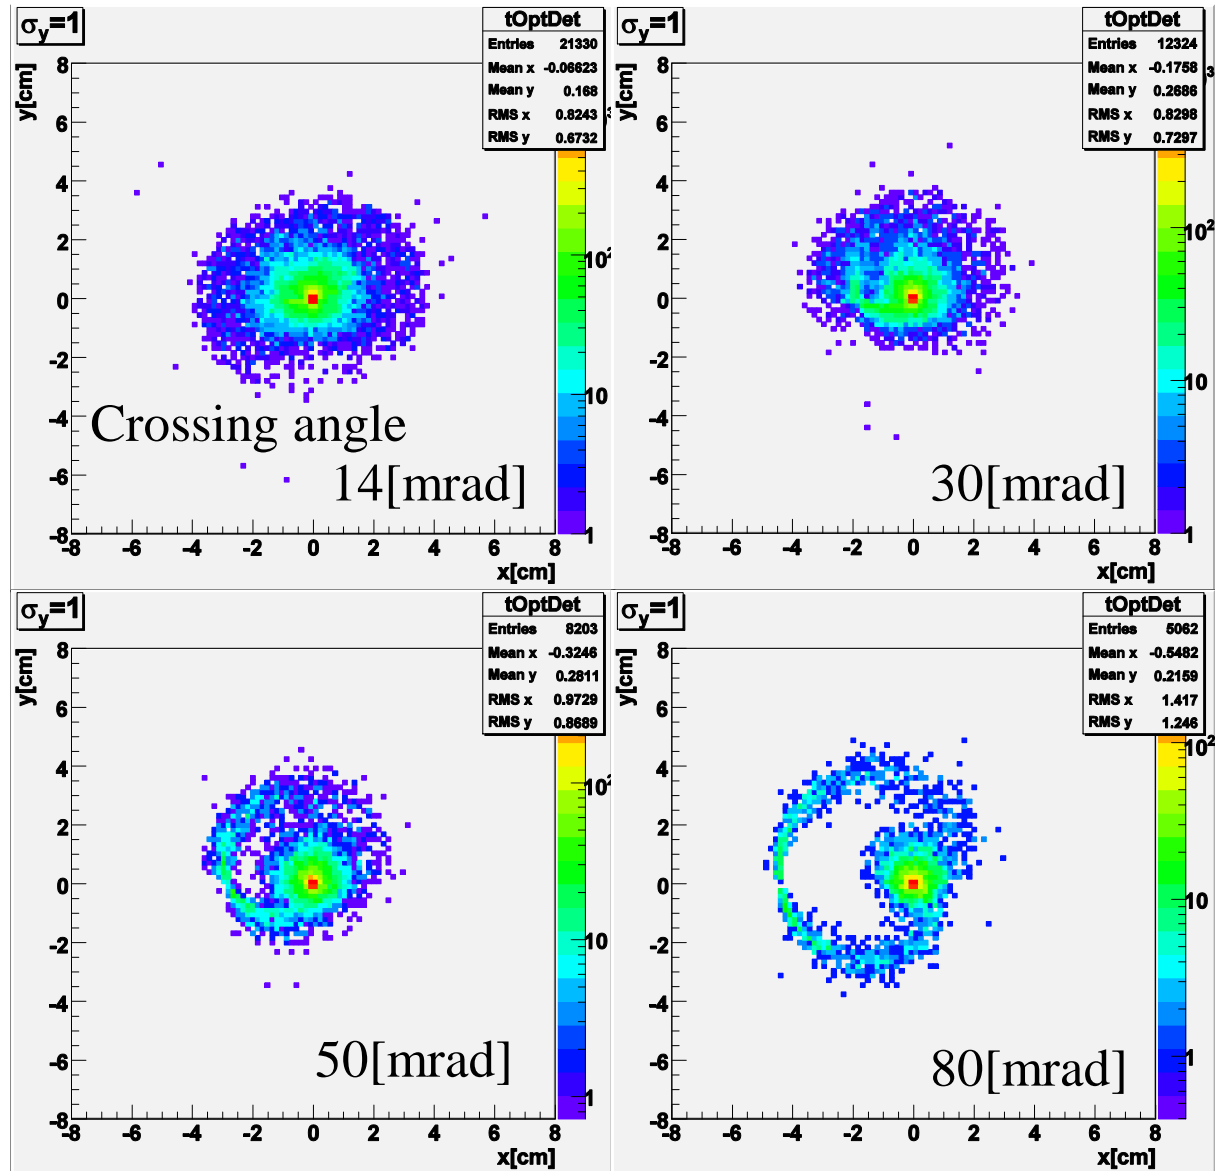 σy=1
tOptDet
Entries 21330
Mean x -0.06623
Mean y 0.168
RMS x 0.8243
RMS y 0.6732
y[cm]
8
6
4
2
0
-2
-4
-6
-8
-8 -6 -4 -2 0 2 4 6 8
x[cm]
10²
10
1
Crossing angle
14[mrad]
σy=1
tOptDet
Entries 12324
Mean x -0.1758
Mean y 0.2686
RMS x 0.8298
RMS y 0.7297
y[cm]
8
6
4
2
0
-2
-4
-6
-8
-8 -6 -4 -2 0 2 4 6 8
x[cm]
10²
10
1
30[mrad]
σy=1
tOptDet
Entries 8203
Mean x -0.3246
Mean y 0.2811
RMS x 0.9729
RMS y 0.8689
y[cm]
8
6
4
2
0
-2
-4
-6
-8
-8 -6 -4 -2 0 2 4 6 8
x[cm]
10²
10
1
50[mrad]
σy=1
tOptDet
Entries 5062
Mean x -0.5482
Mean y 0.2159
RMS x 1.417
RMS y 1.246
y[cm]
8
6
4
2
0
-2
-4
-6
-8
-8 -6 -4 -2 0 2 4 6 8
x[cm]
10²
10
1
80[mrad]